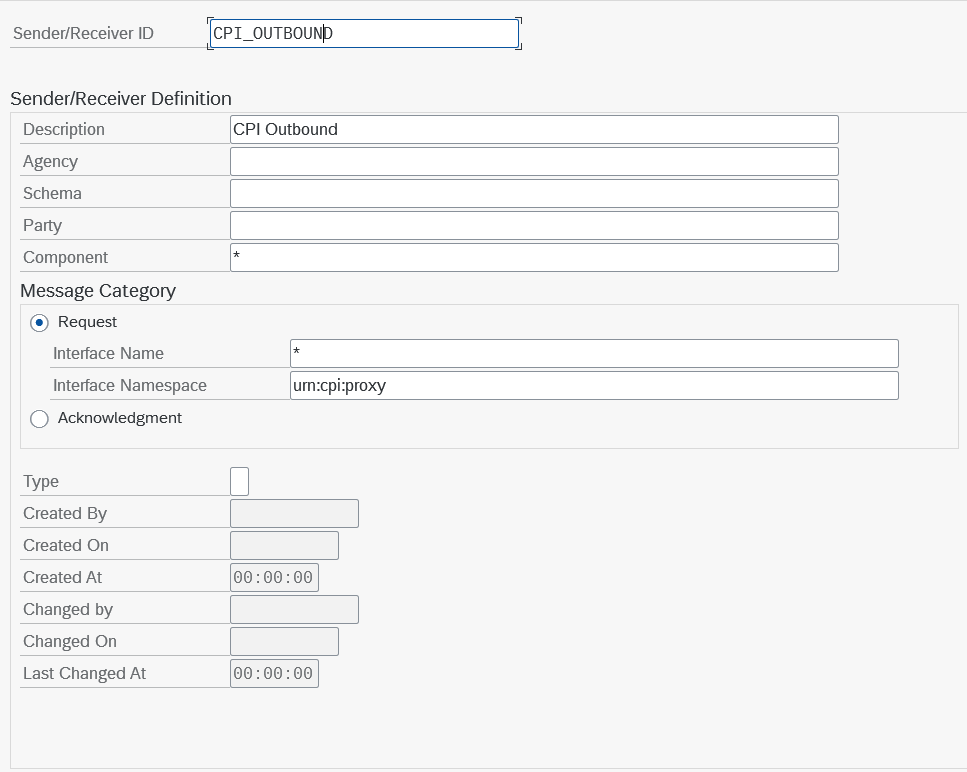 Sender/Receiver ID CPI_OUTBOUND
Sender/Receiver Definition
Description CPI Outbound
Agency
Schema
Party
Component *
Message Category
Request
Interface Name *
Interface Namespace urn:cpi:proxy
Acknowledgment
Type
Created By
Created On
Created At 00:00:00
Changed by
Changed On
Last Changed At 00:00:00